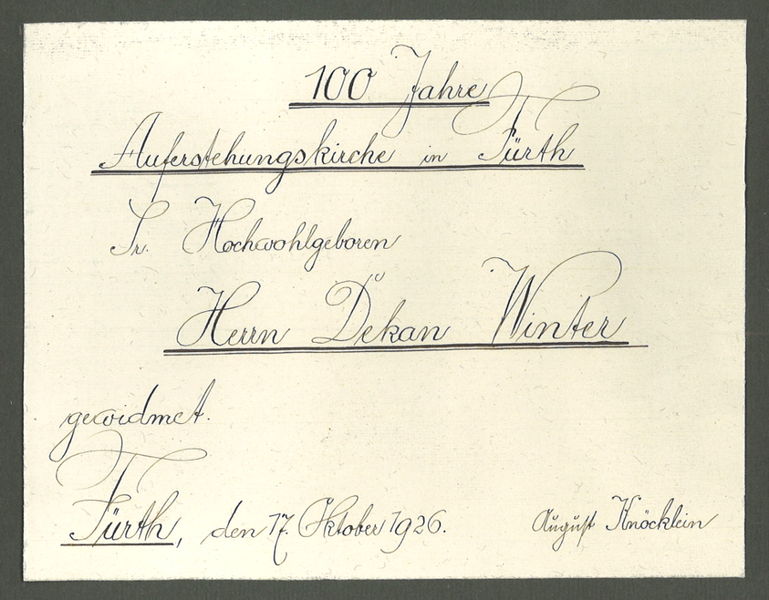 100 Jahre
Auferstehungskirche in Fürth
Sr. Hochwohlgeboren
Herrn Dekan Winter
gewidmet.
Fürth, den 17. Oktober 1926. August Knöcklein